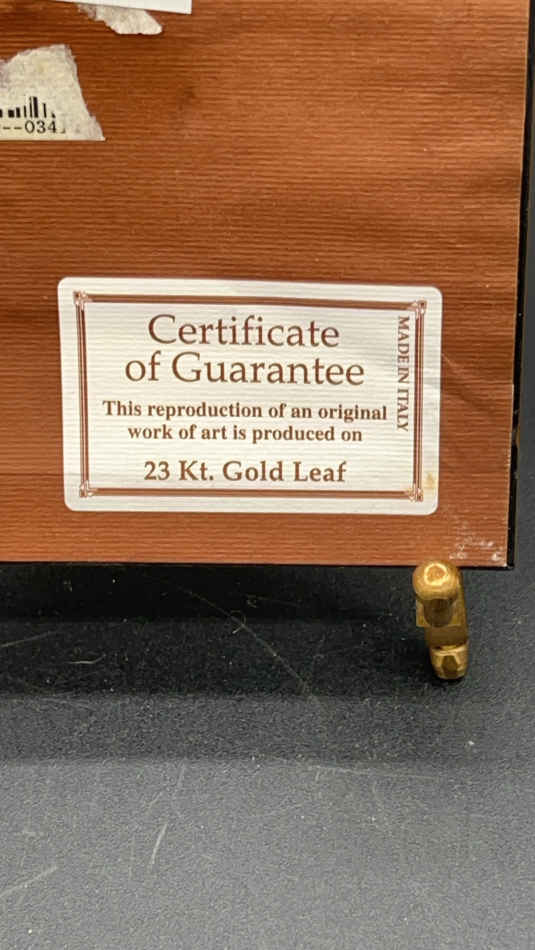 --034
Certificate
of Guarantee
This reproduction of an original
work of art is produced on
23 Kt. Gold Leaf
MADE IN ITALY